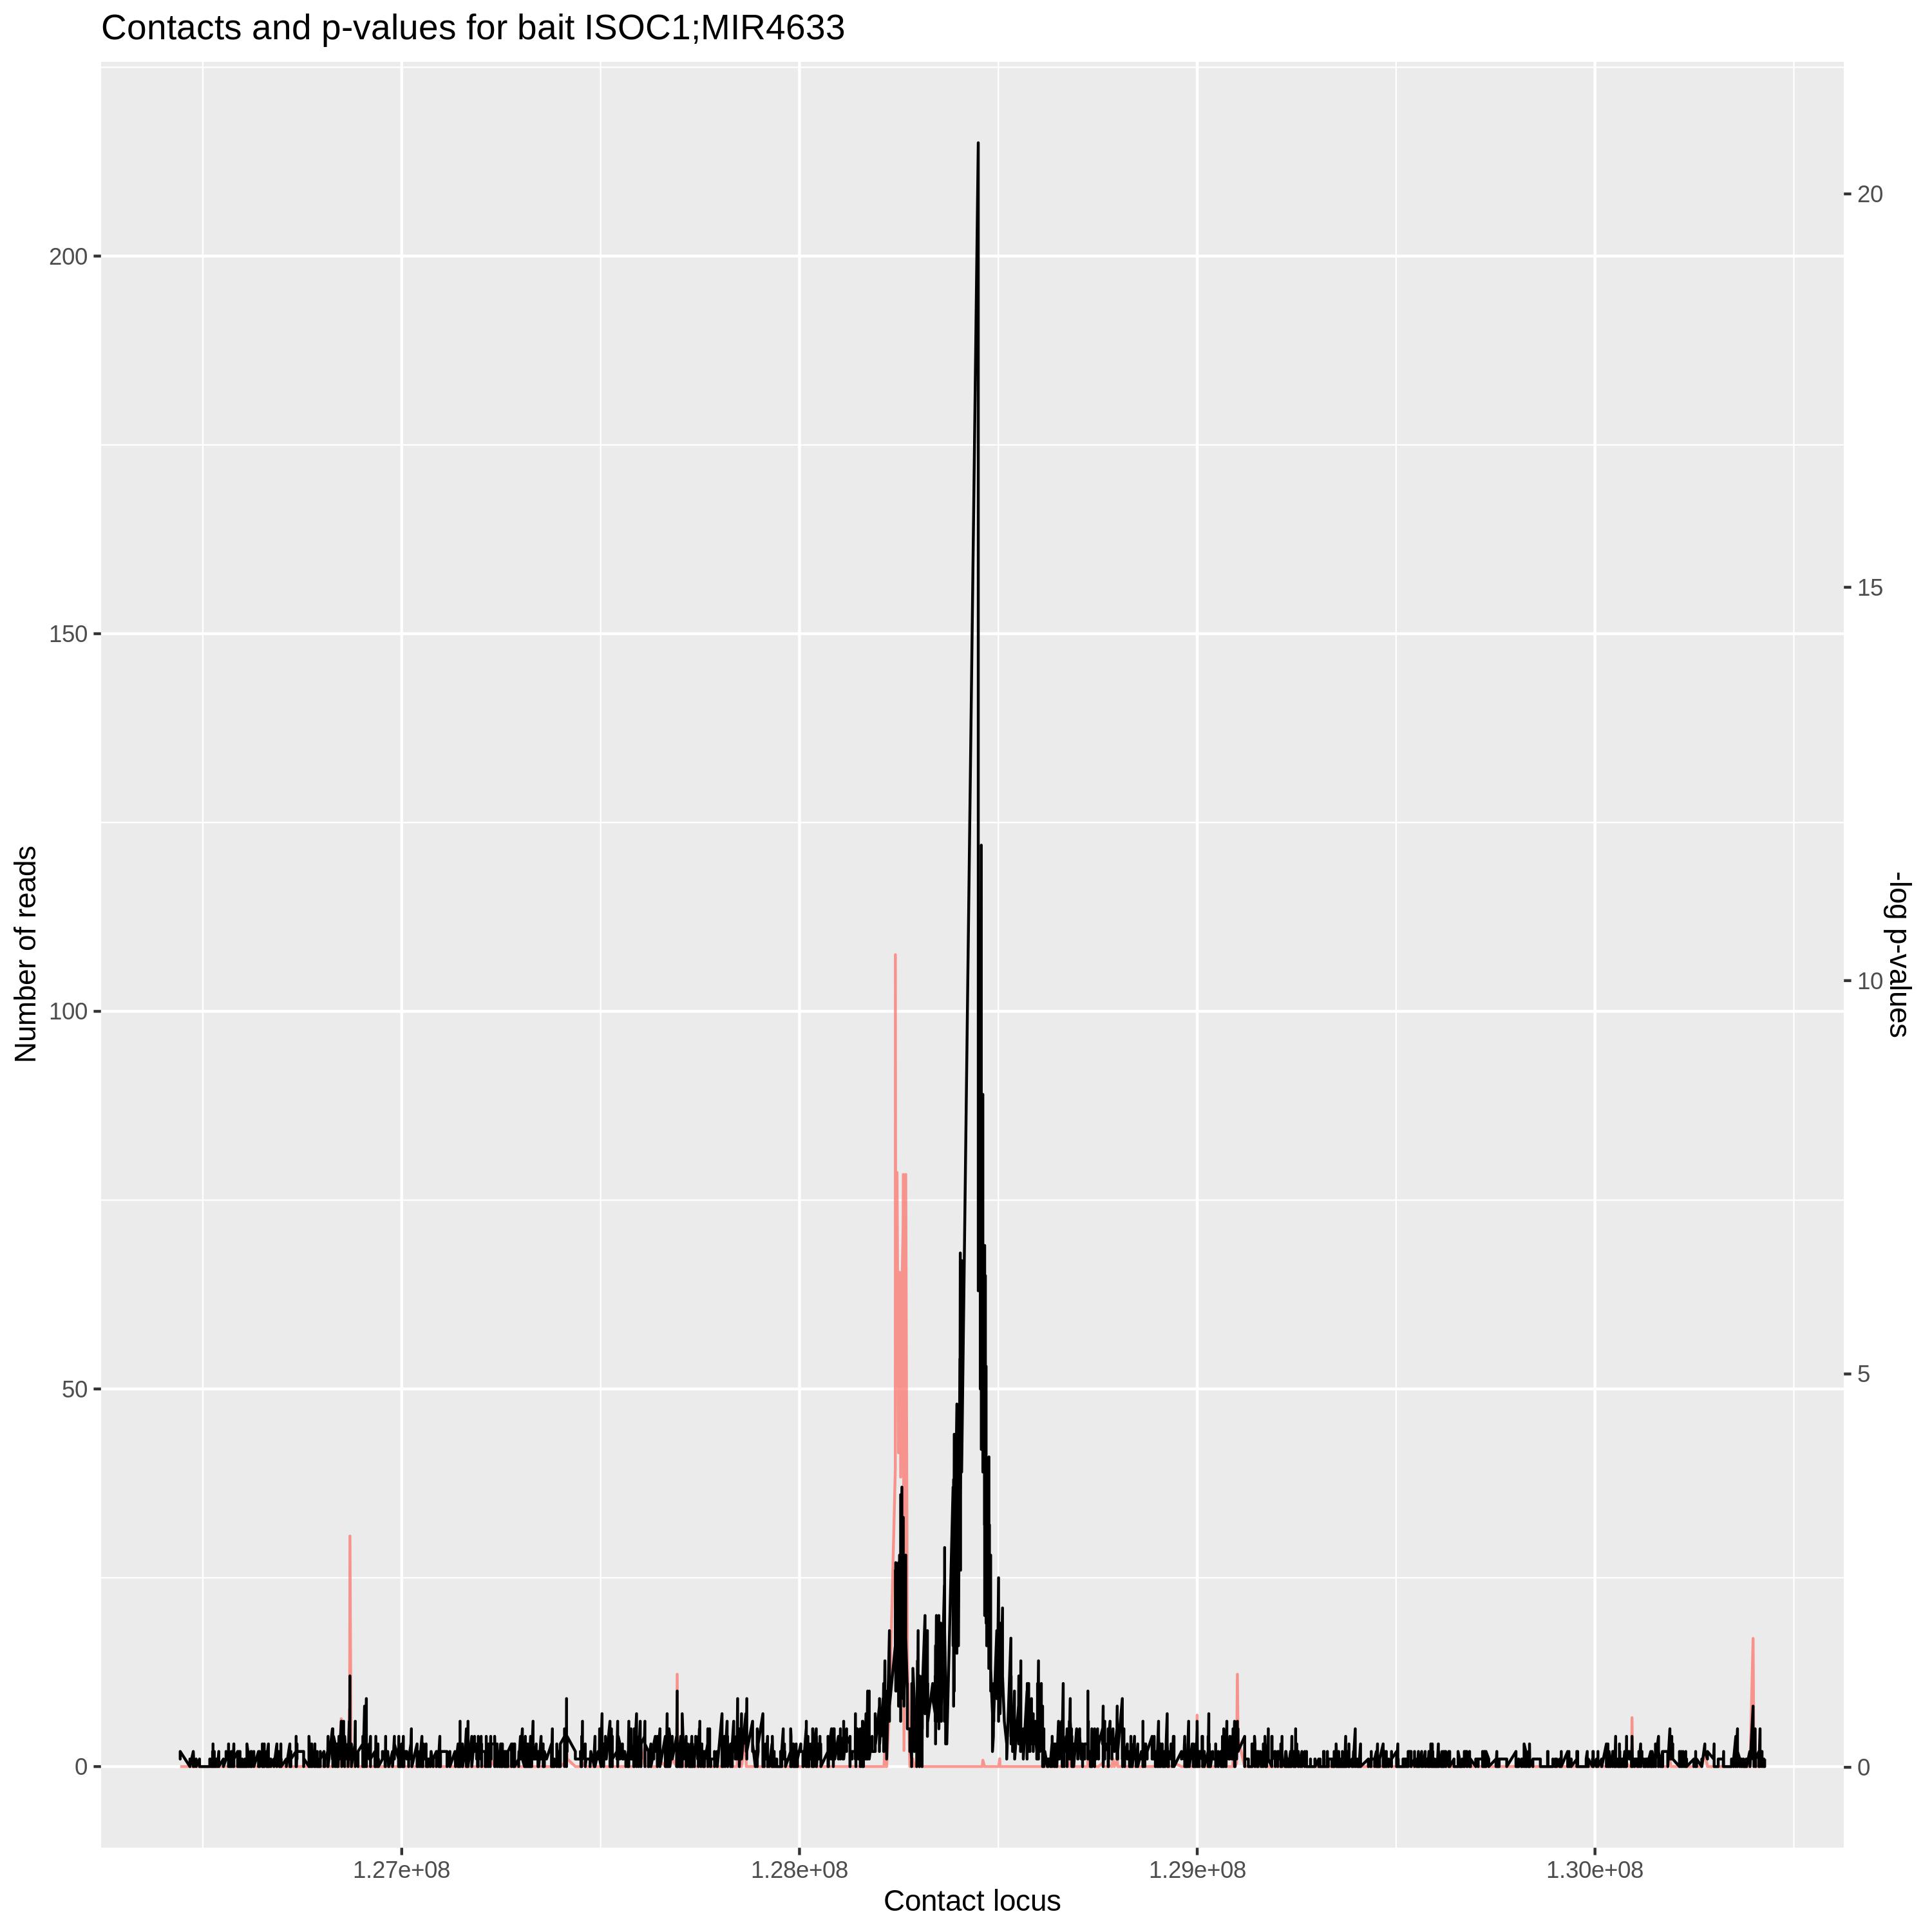 Contacts and p-values for bait ISOC1;MIR4633
200
150
100
50
0
Number of reads
20
15
10
5
0
-log p-values
1.27e+08
1.28e+08
1.29e+08
1.30e+08
Contact locus